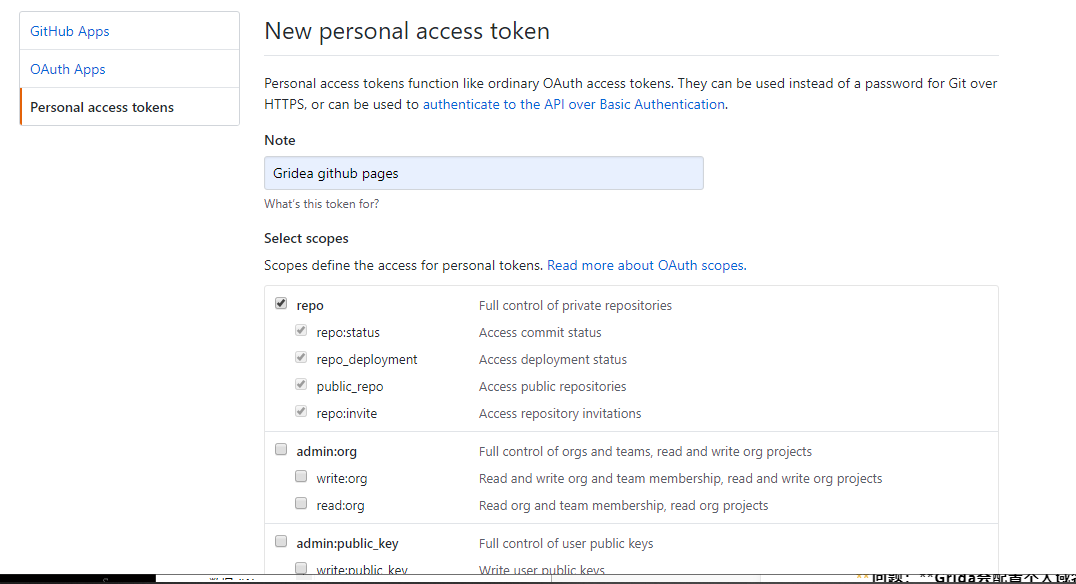 GitHub Apps
OAuth Apps
Personal access tokens
New personal access token
Personal access tokens function like ordinary OAuth access tokens. They can be used instead of a password for Git over
HTTPS, or can be used to authenticate to the API over Basic Authentication.
Note
Gridea github pages
What's this token for?
Select scopes
Scopes define the access for personal tokens. Read more about OAuth scopes.
repo Full control of private repositories
repo:status Access commit status
repo_deployment Access deployment status
public_repo Access public repositories
repo:invite Access repository invitations
admin:org Full control of orgs and teams, read and write org projects
write:org Read and write org and team membership, read and write org projects
read:org Read org and team membership, read org projects
admin:public_key Full control of user public keys
write:public_key Write user public keys